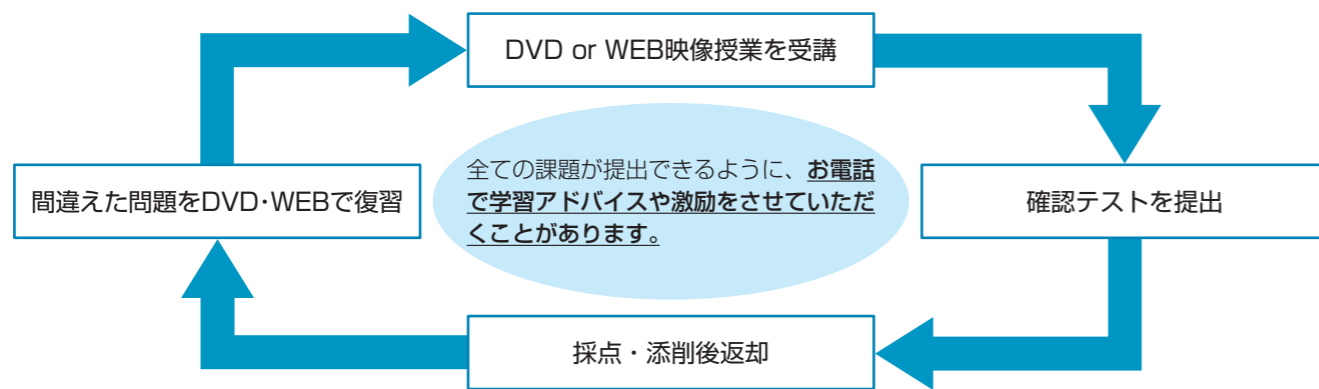 DVD or WEB映像授業を受講
全ての課題が提出できるように、お電話
で学習アドバイスや激励をさせていただ
くことがあります。
間違えた問題をDVD･WEBで復習
確認テストを提出
採点・添削後返却